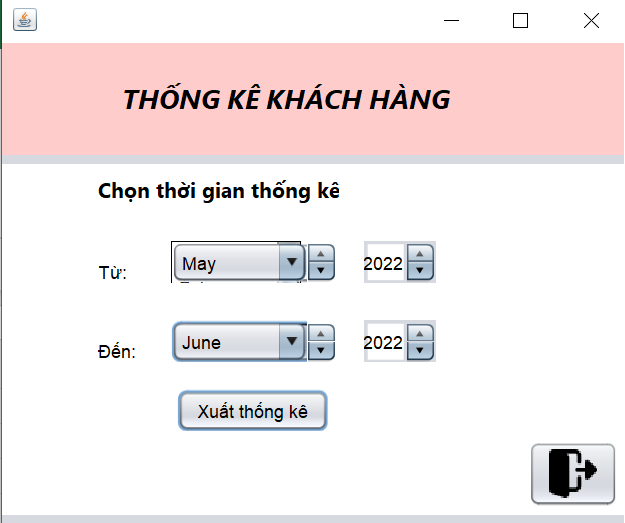 THỐNG KÊ KHÁCH HÀNG
Chọn thời gian thống kê
Từ: May 2022
Đến: June 2022
Xuất thống kê